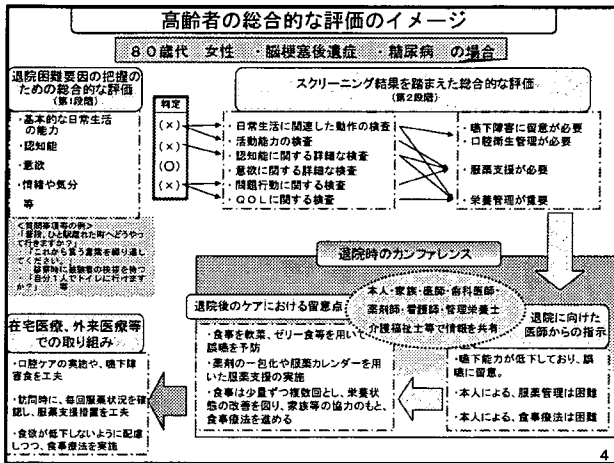 高齢者の総合的な評価のイメージ
80歳代 女性 ・脳梗塞後遺症 ・糖尿病 の場合
退院困難要因の把握の
ための総合的な評価
(第1段階)
・基本的な日常生活
の能力
・認知能
・意欲
・情緒や気分
等
判定
(×)
(×)
(○)
(×)
スクリーニング結果を踏まえた総合的な評価
(第2段階)
・日常生活に関連した動作の検査
・活動能力の検査
・認知能に関する詳細な検査
・意欲に関する詳細な検査
・問題行動に関する検査
・QOLに関する検査
・嚥下障害に留意が必要
口腔衛生管理が必要
・服薬支援が必要
・栄養管理が重要
<質問事項等の例>
・「普段、ひと駅離れた町へどうやっ
て行きますか?」
・「これから言う言葉を繰り返して
ください。」
・ 診察時に被験者の挨拶を待つ
・「自分1人でトイレに行けます
か?」 等
退院時のカンファレンス
本人・家族・医師・歯科医師・
薬剤師・看護師・管理栄養士
介護福祉士等で情報を共有
退院に向けた
医師からの指示
・嚥下能力が低下しており、誤
嚥に留意。
・本人による、服薬管理は困難
・本人による、食事療法は困難
退院後のケアにおける留意点
・食事を軟菜、ゼリー食等を用いて
誤嚥を予防
・薬剤の一包化や服薬カレンダーを用い
た服薬支援の実施
・食事は少量ずつ複数回とし、栄養状
態の改善を図り、家族等の協力のもと、
食事療法を進める
在宅医療、外来医療等
での取り組み
・口腔ケアの実施や、嚥下障
害食を工夫
・訪問時に、毎回服薬状況を確
認し、服薬支援措置を工夫
・食欲が低下しないように配慮
しつつ、食事療法を実施
4